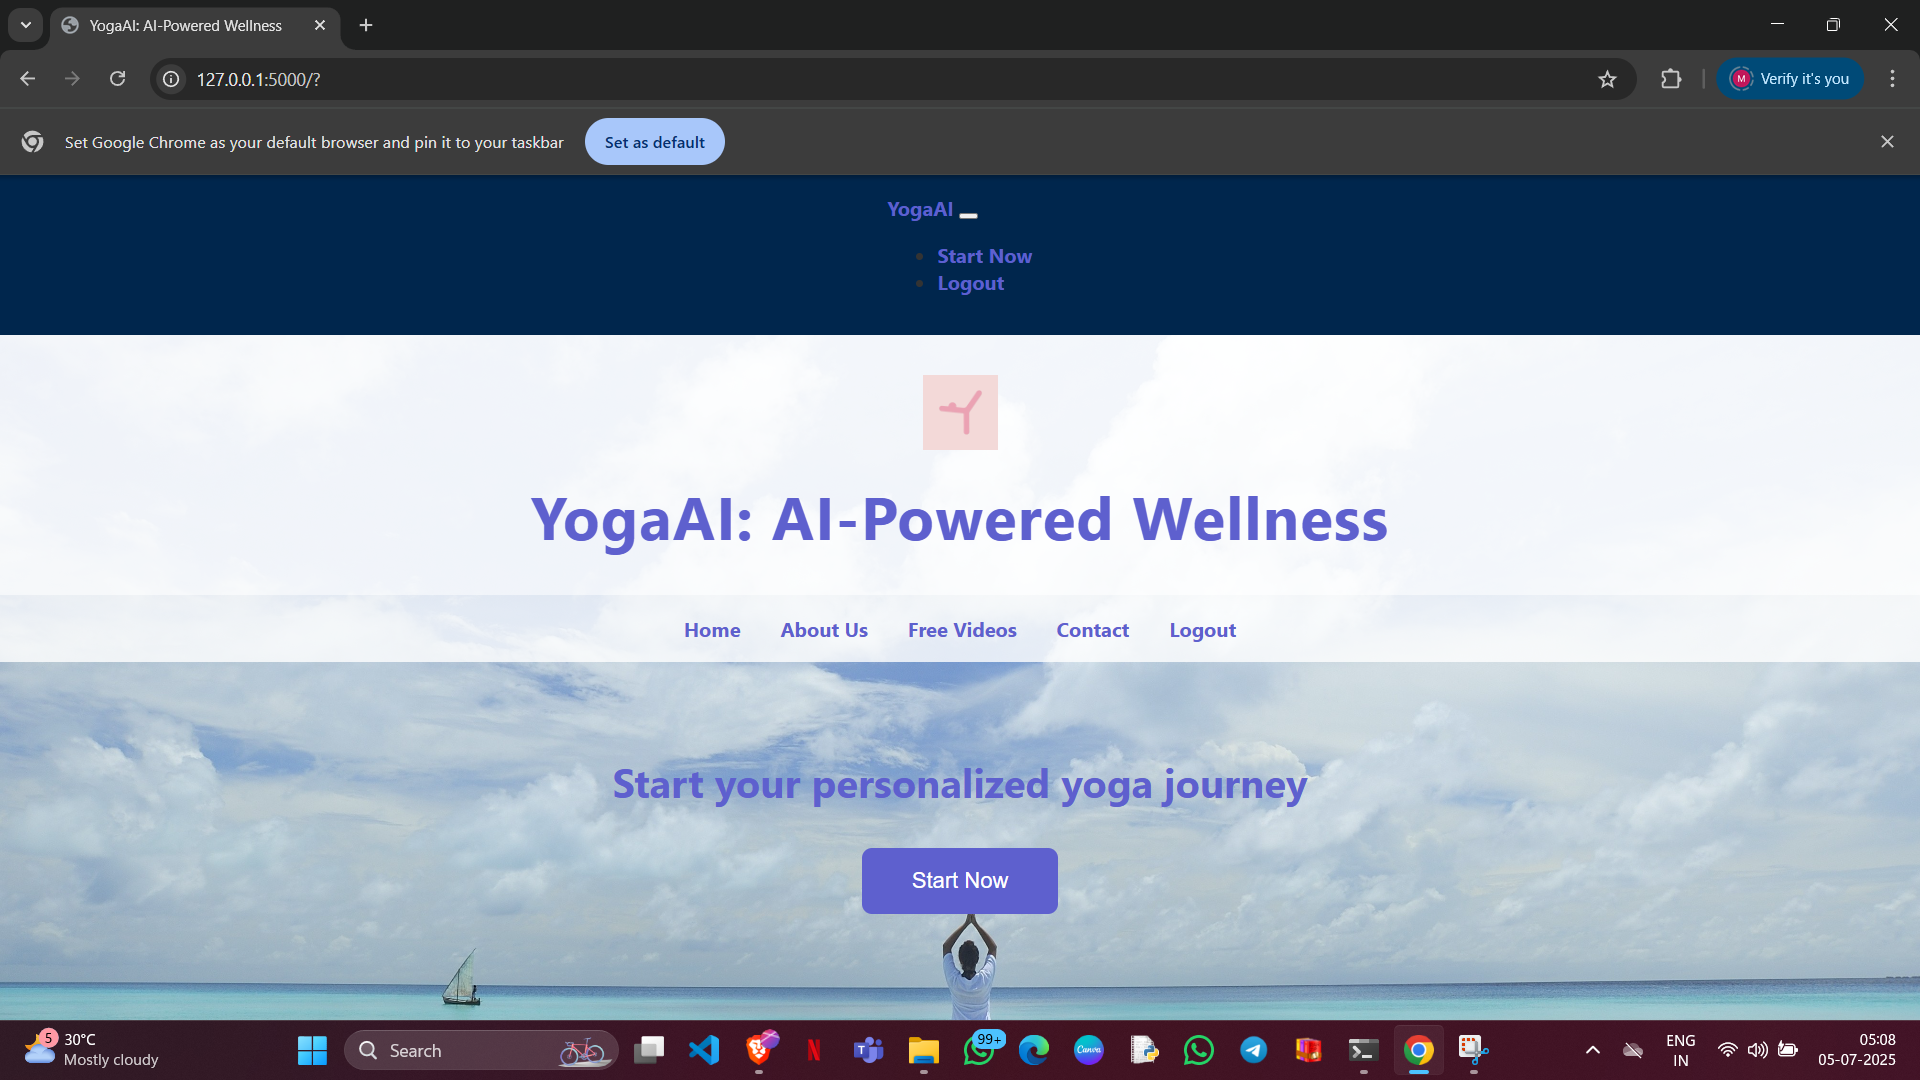 YogaAI: AI-Powered Wellness
127.0.0.1:5000/?
M
Verify it's you
Set Google Chrome as your default browser and pin it to your taskbar
Set as default
YogaAI
Start Now
Logout
YogaAI: AI-Powered Wellness
Home About Us Free Videos Contact Logout
Start your personalized yoga journey
Start Now
5
30°C
Mostly cloudy
Search
N
T
99+
Canva
ENG
IN
05:08
05-07-2025